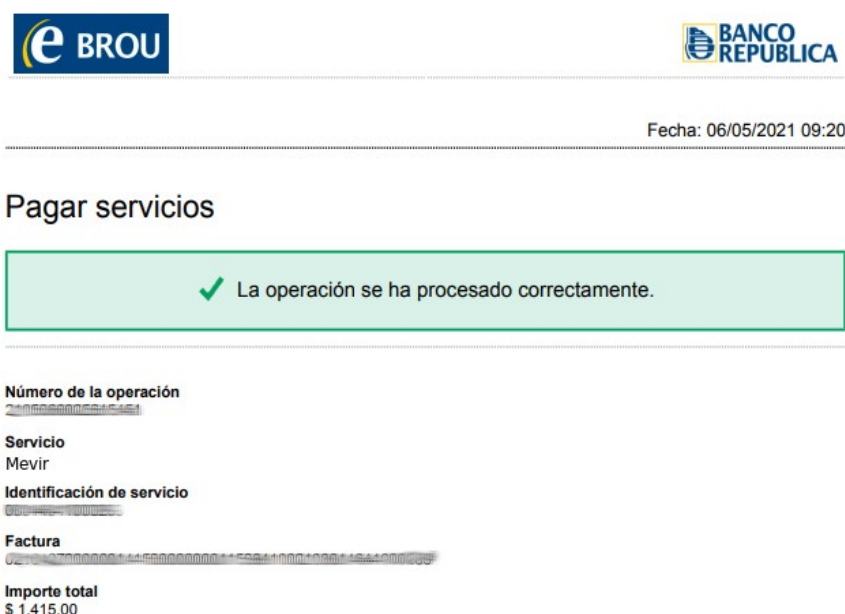 e BROU
BANCO
REPUBLICA
Fecha: 06/05/2021 09:20
Pagar servicios
La operación se ha procesado correctamente.
Número de la operación
Servicio
Mevir
Identificación de servicio
Factura
Importe total
$ 1.415,00